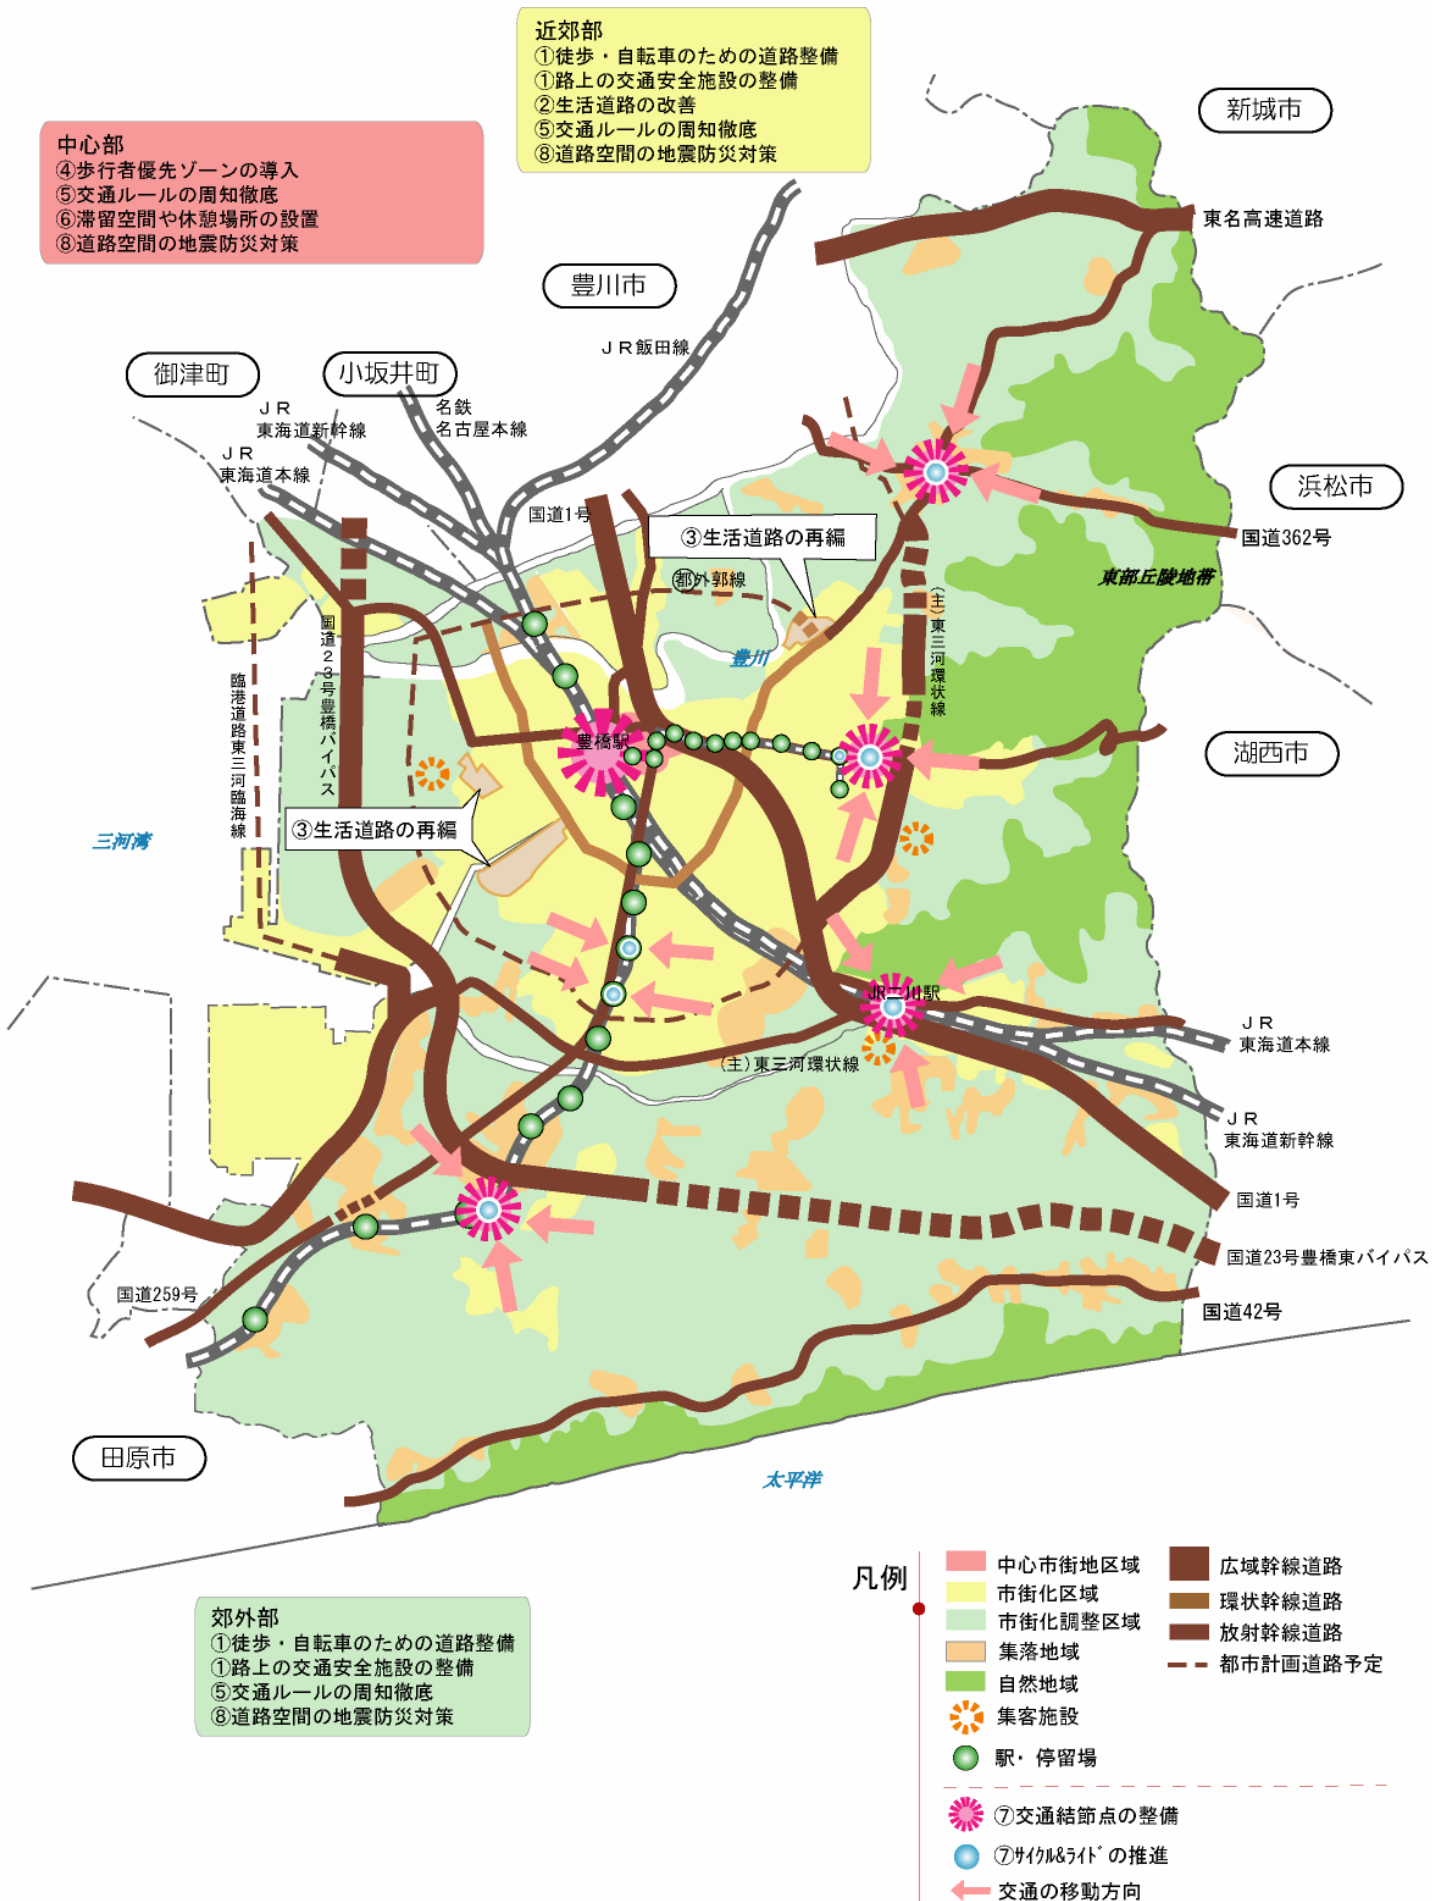 近郊部
①徒歩・自転車のための道路整備
①路上の交通安全施設の整備
②生活道路の改善
⑤交通ルールの周知徹底
⑧道路空間の地震防災対策
新城市
中心部
④歩行者優先ゾーンの導入
⑤交通ルールの周知徹底
⑥滞留空間や休憩場所の設置
⑧道路空間の地震防災対策
東名高速道路
豊川市
JR飯田線
御津町
小坂井町
JR
東海道新幹線
名鉄
名古屋本線
JR
東海道本線
浜松市
国道1号
③生活道路の再編
国道362号
㊀外郭線
東部丘陵地帯
(主)東三河環状線
国道23号豊橋バイパス
豊川
臨港道路東三河臨海線
豊橋駅
湖西市
③生活道路の再編
三河湾
JR二川駅
JR
東海道本線
(主)東三河環状線
JR
東海道新幹線
国道1号
国道23号豊橋東バイパス
国道259号
国道42号
田原市
太平洋
凡例
中心市街地区域
市街化区域
市街化調整区域
集落地域
自然地域
集客施設
駅・停留場
広域幹線道路
環状幹線道路
放射幹線道路
都市計画道路予定
⑦交通結節点の整備
⑦ｻｲｸﾙ&ﾗｲﾄﾞの推進
交通の移動方向
郊外部
①徒歩・自転車のための道路整備
①路上の交通安全施設の整備
⑤交通ルールの周知徹底
⑧道路空間の地震防災対策